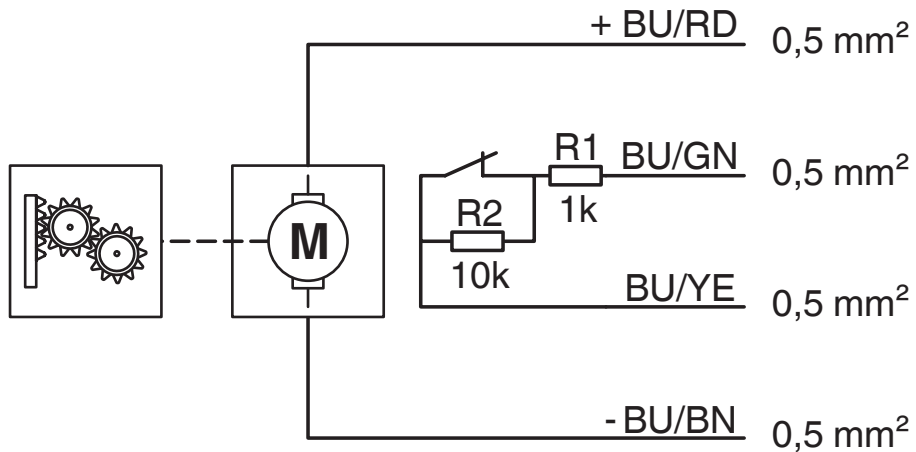 + BU/RD 0,5 mm²
R1 BU/GN 0,5 mm²
1k
R2
10k
M
BU/YE 0,5 mm²
- BU/BN 0,5 mm²